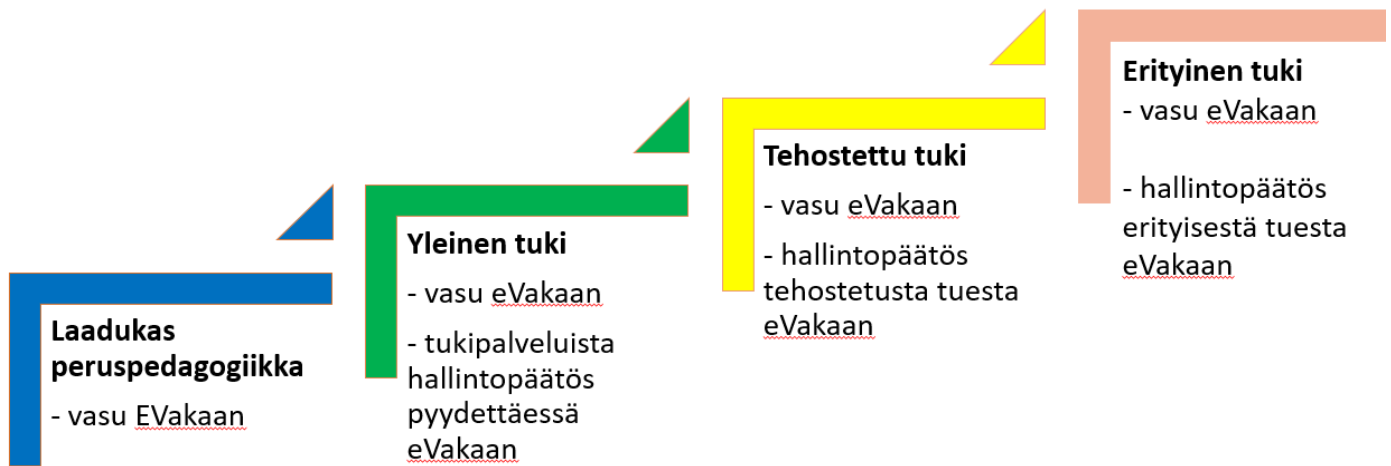 Laadukas
peruspedagogiikka
- vasu EVakaan
Yleinen tuki
- vasu eVakaan
- tukipalveluista
hallintopäätös
pyydettäessä
eVakaan
Tehostettu tuki
- vasu eVakaan
- hallintopäätös
tehostetusta tuesta
eVakaan
Erityinen tuki
- vasu eVakaan
- hallintopäätös
erityisestä tuesta
eVakaan